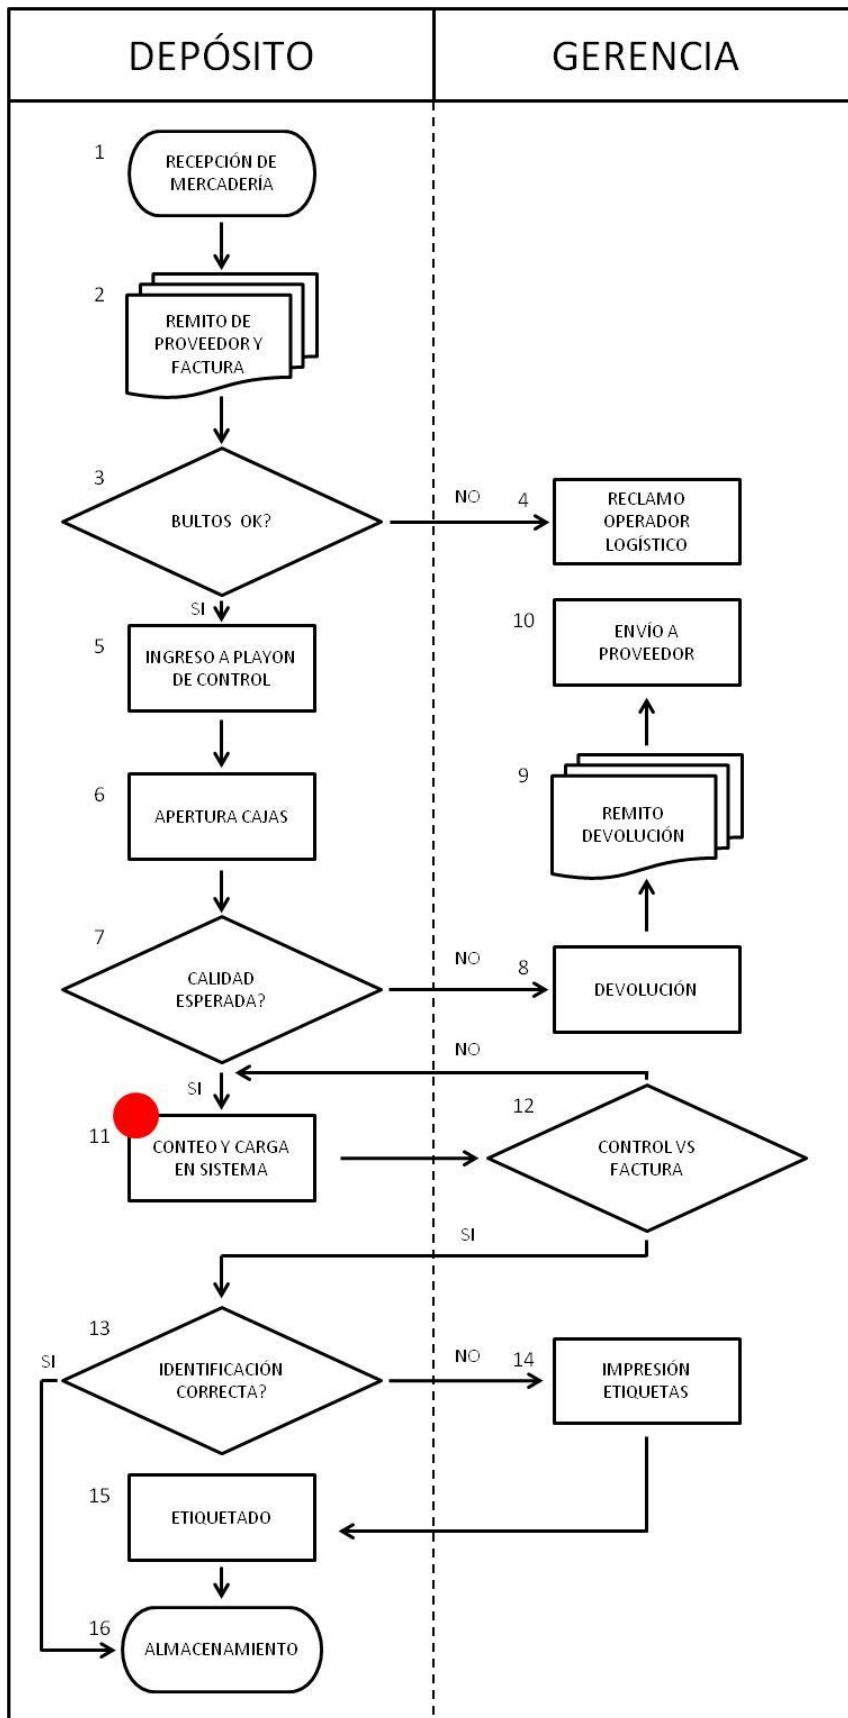 DEPÓSITO
GERENCIA
1
RECEPCIÓN DE
MERCADERÍA
2
REMITO DE
PROVEEDOR Y
FACTURA
3
BULTOS OK?
NO
4
RECLAMO
OPERADOR
LOGÍSTICO
SI
5
INGRESO A PLAYON
DE CONTROL
10
ENVÍO A
PROVEEDOR
6
APERTURA CAJAS
9
REMITO
DEVOLUCIÓN
7
CALIDAD
ESPERADA?
NO
8
DEVOLUCIÓN
NO
SI
11
CONTEO Y CARGA
EN SISTEMA
12
CONTROL VS
FACTURA
SI
13
IDENTIFICACIÓN
CORRECTA?
SI
NO
14
IMPRESIÓN
ETIQUETAS
15
ETIQUETADO
16
ALMACENAMIENTO